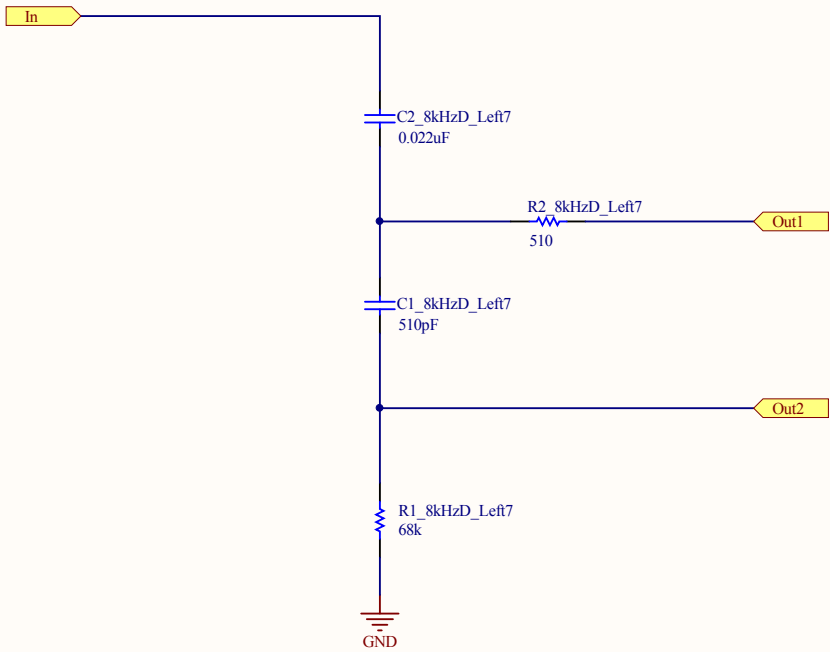 In
C2_8kHzD_Left7
0.022uF
R2_8kHzD_Left7
510
Out1
C1_8kHzD_Left7
510pF
Out2
R1_8kHzD_Left7
68k
GND